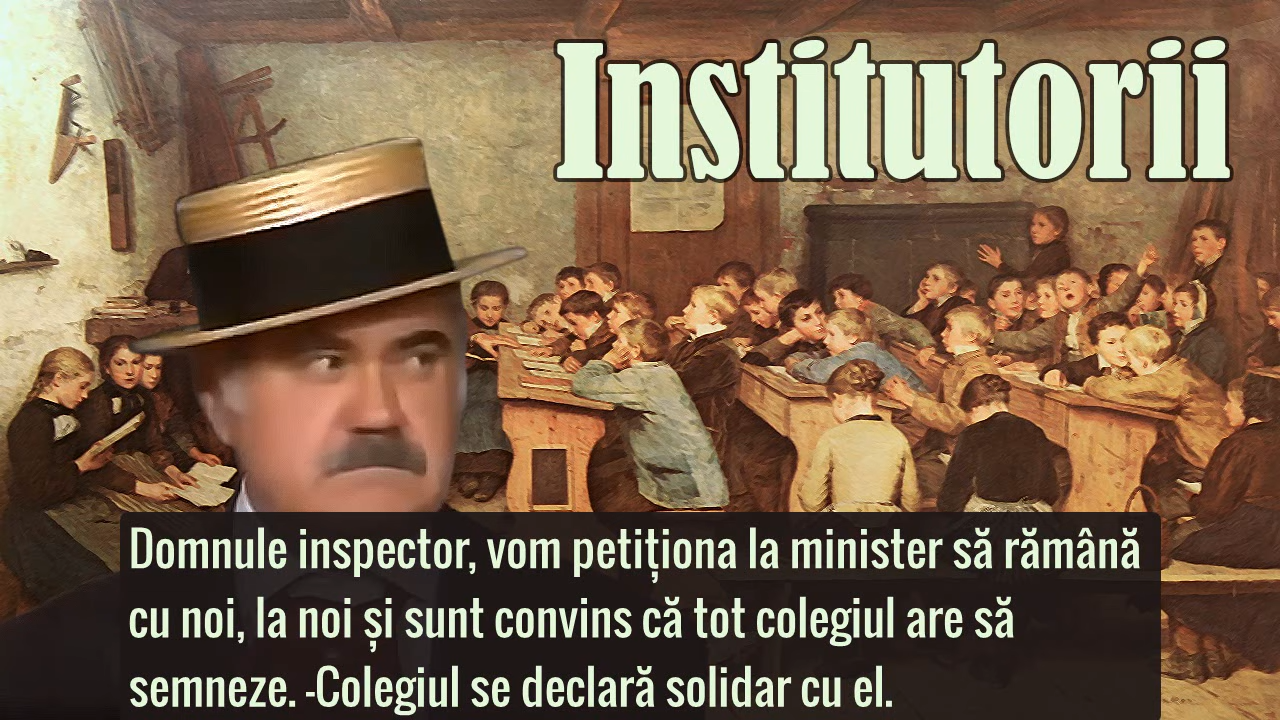 Institutorii
Domnule inspector, vom petiționa la minister să rămână
cu noi, la noi și sunt convins că tot colegiul are să
semneze. -Colegiul se declară solidar cu el.